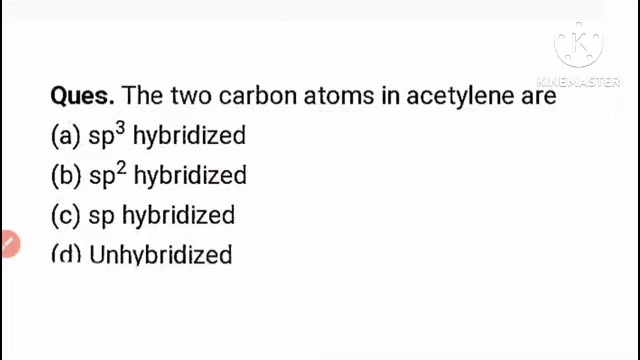 K
KINEMASTER
Ques. The two carbon atoms in acetylene are
(a) sp³ hybridized
(b) sp² hybridized
(c) sp hybridized
(d) Unhybridized